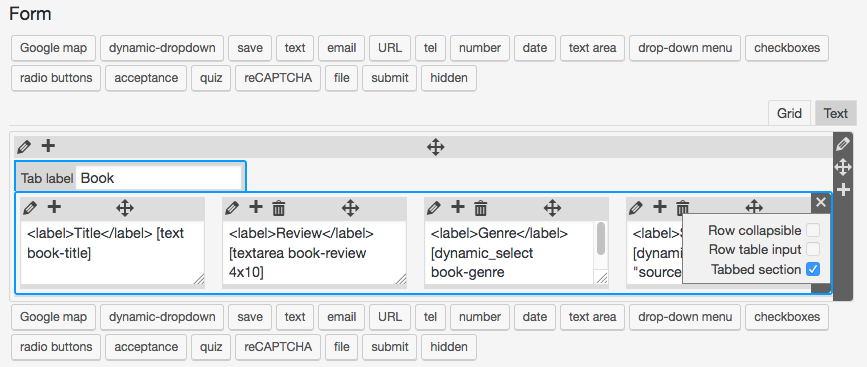 Form
Google map dynamic-dropdown save text email URL tel number date text area drop-down menu checkboxes
radio buttons acceptance quiz reCAPTCHA file submit hidden
Grid Text
Tab label Book
<label>Title</label> [text
book-title]
<label>Review</label>
[textarea book-review
4x10]
<label>Genre</label>
[dynamic_select
book-genre
<label>
[dynami
"source
Row collapsible
Row table input
Tabbed section
Google map dynamic-dropdown save text email URL tel number date text area drop-down menu checkboxes
radio buttons acceptance quiz reCAPTCHA file submit hidden